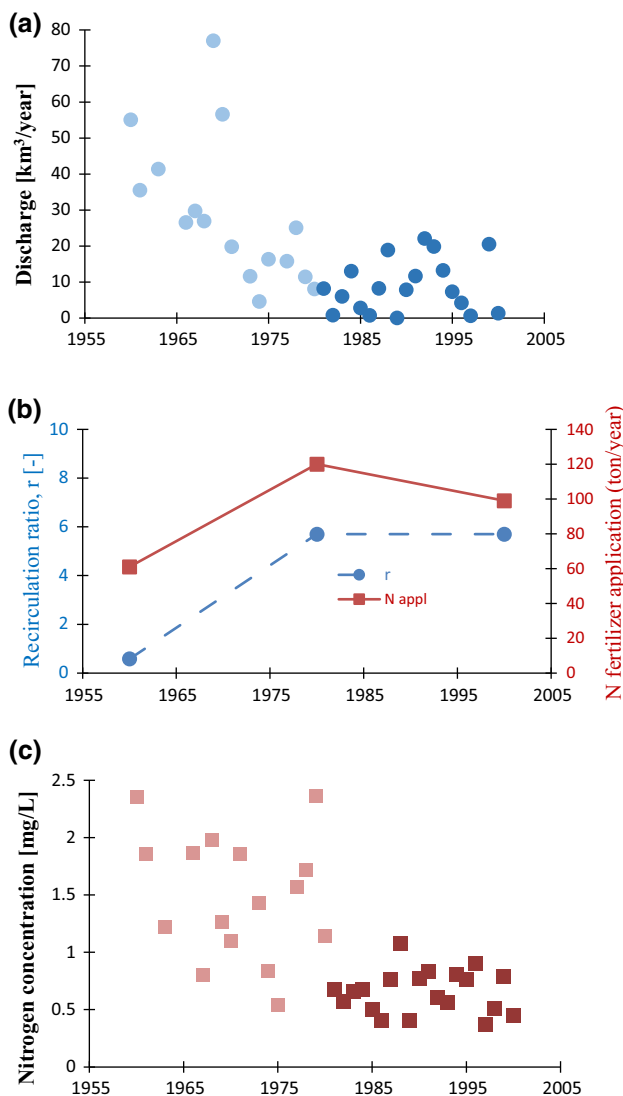 (a)
Discharge [km³/year]
80
70
60
50
40
30
20
10
0
1955 1965 1975 1985 1995 2005
(b)
Recirculation ratio, r [-]
N fertilizer application (ton/year)
10 140
120
8
100
6 80
4 60
40
2
20
0 0
r
N appl
1955 1965 1975 1985 1995 2005
(c)
Nitrogen concentration [mg/L]
2.5
2
1.5
1
0.5
0
1955 1965 1975 1985 1995 2005